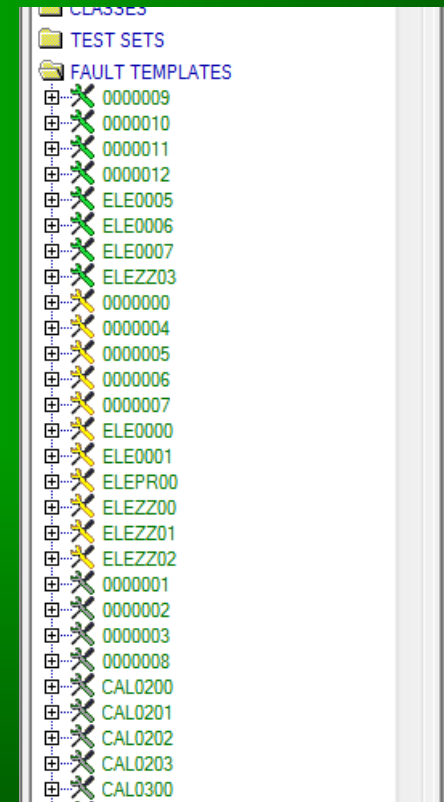 CLASSES
TEST SETS
FAULT TEMPLATES
0000009
0000010
0000011
0000012
ELE0005
ELE0006
ELE0007
ELEZZ03
0000000
0000004
0000005
0000006
0000007
ELE0000
ELE0001
ELEPR00
ELEZZ00
ELEZZ01
ELEZZ02
0000001
0000002
0000003
0000008
CAL0200
CAL0201
CAL0202
CAL0203
CAL0300